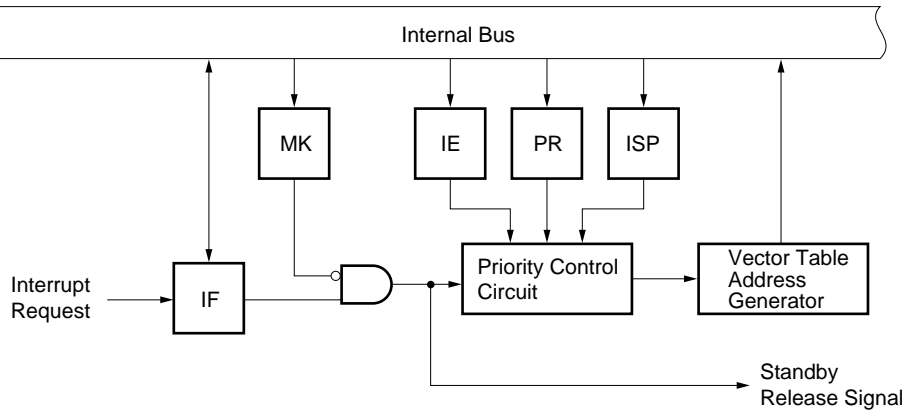 Internal Bus
MK
IE
PR
ISP
Interrupt
Request
IF
Priority Control
Circuit
Vector Table
Address
Generator
Standby
Release Signal